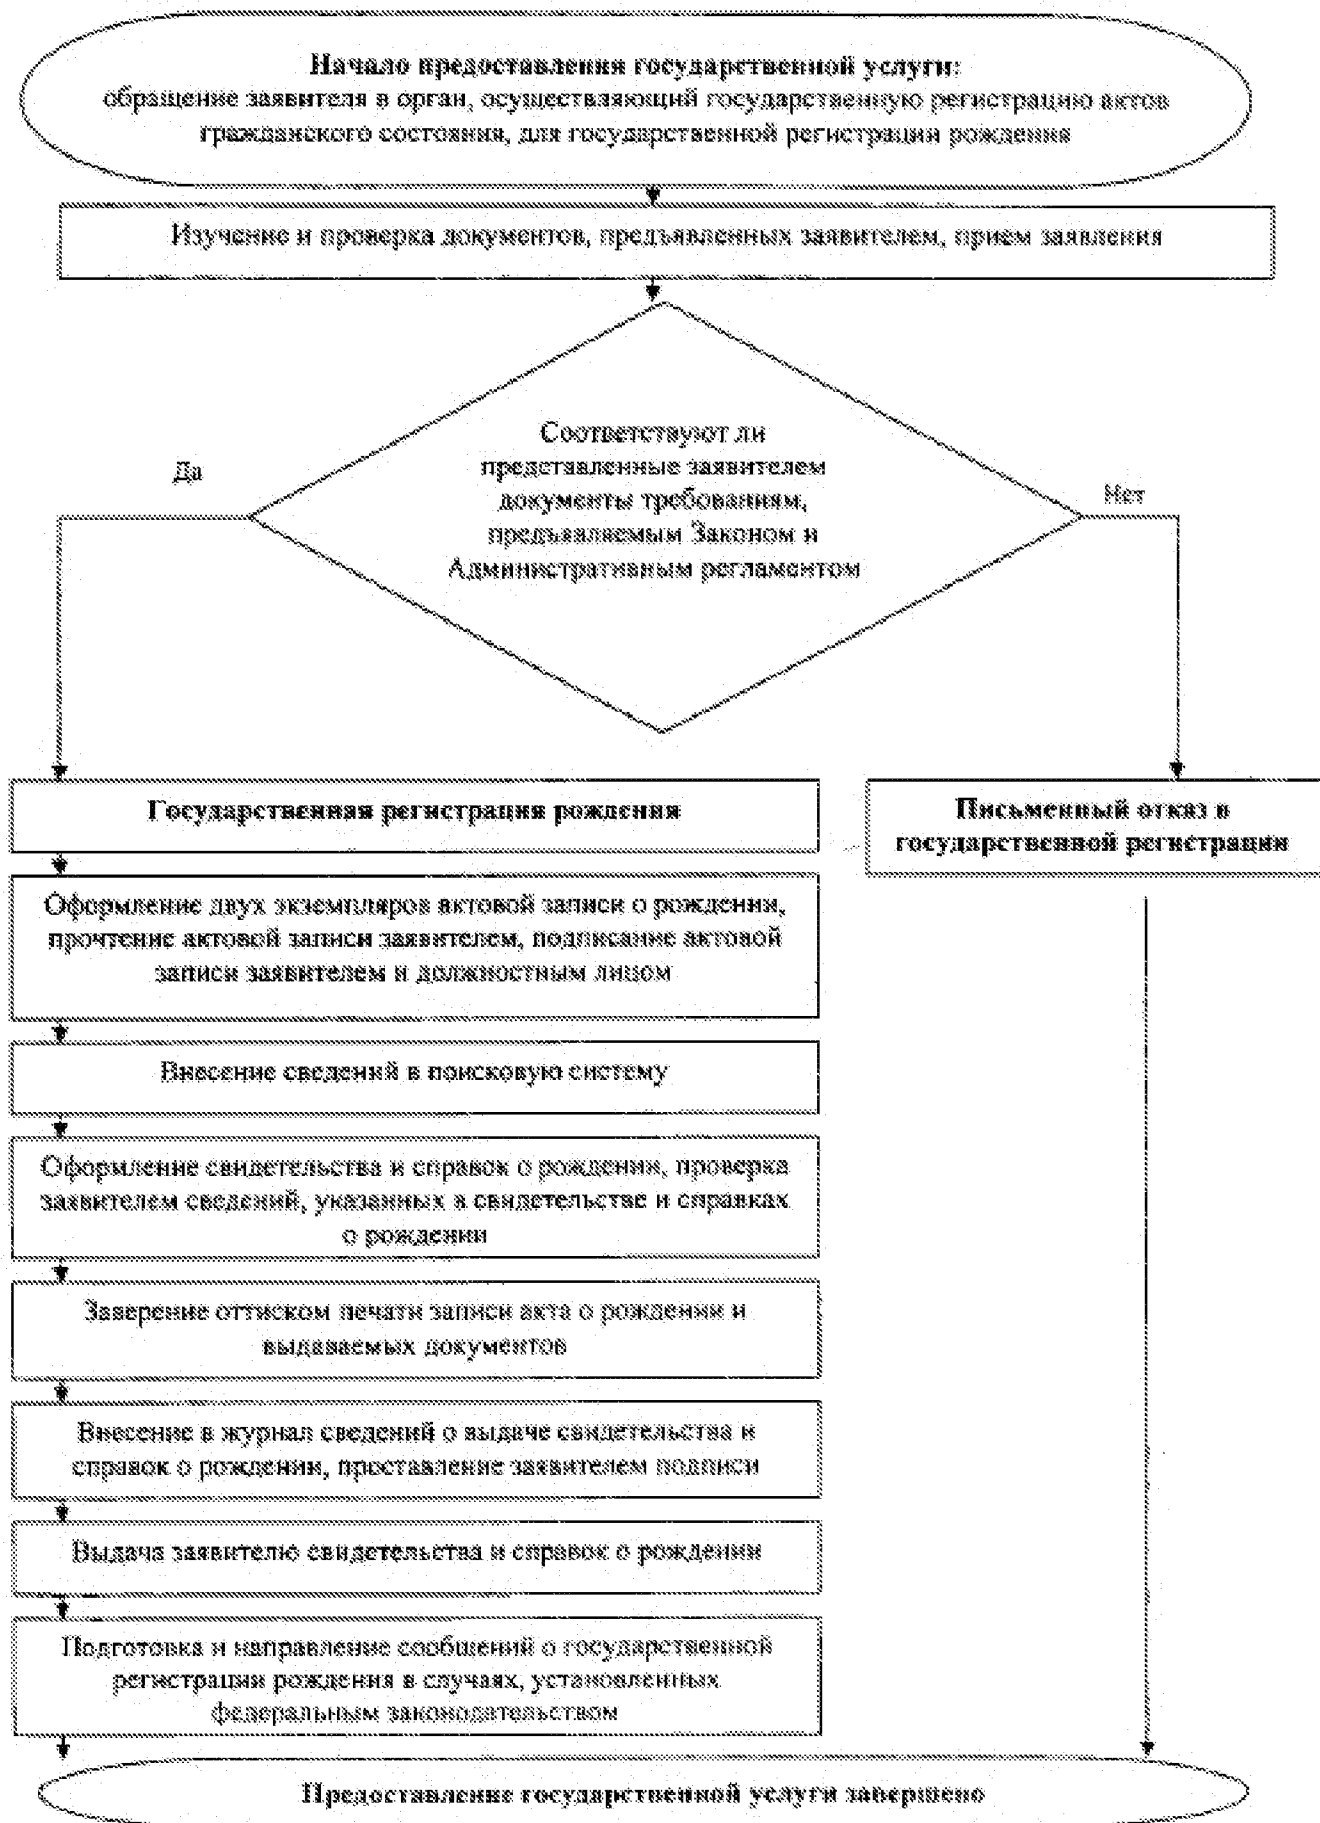 Начало предоставления государственной услуги:
обращение заявителя в орган, осуществляющий государственную регистрацию актов
гражданского состояния, для государственной регистрации рождения
Изучение и проверка документов, предъявленных заявителем, прием заявления
Соответствуют ли
представленные заявителем
документы требованиям,
предъявляемым Законом и
Административным регламентом
Да
Нет
Государственная регистрация рождения
Письменный отказ в
государственной регистрации
Оформление двух экземпляров актовой записи о рождении,
прочтение актовой записи заявителем, подписание актовой
записи заявителем и должностным лицом
Внесение сведений в поисковую систему
Оформление свидетельства и справок о рождении, проверка
заявителем сведений, указанных в свидетельстве и справках
о рождении
Заверение оттиском печати записи акта о рождении и
выдаваемых документов
Внесение в журнал сведений о выдаче свидетельства и
справок о рождении, проставление заявителем подписи
Выдача заявителю свидетельства и справок о рождении
Подготовка и направление сообщений о государственной
регистрации рождения в случаях, установленных
федеральным законодательством
Предоставление государственной услуги завершено